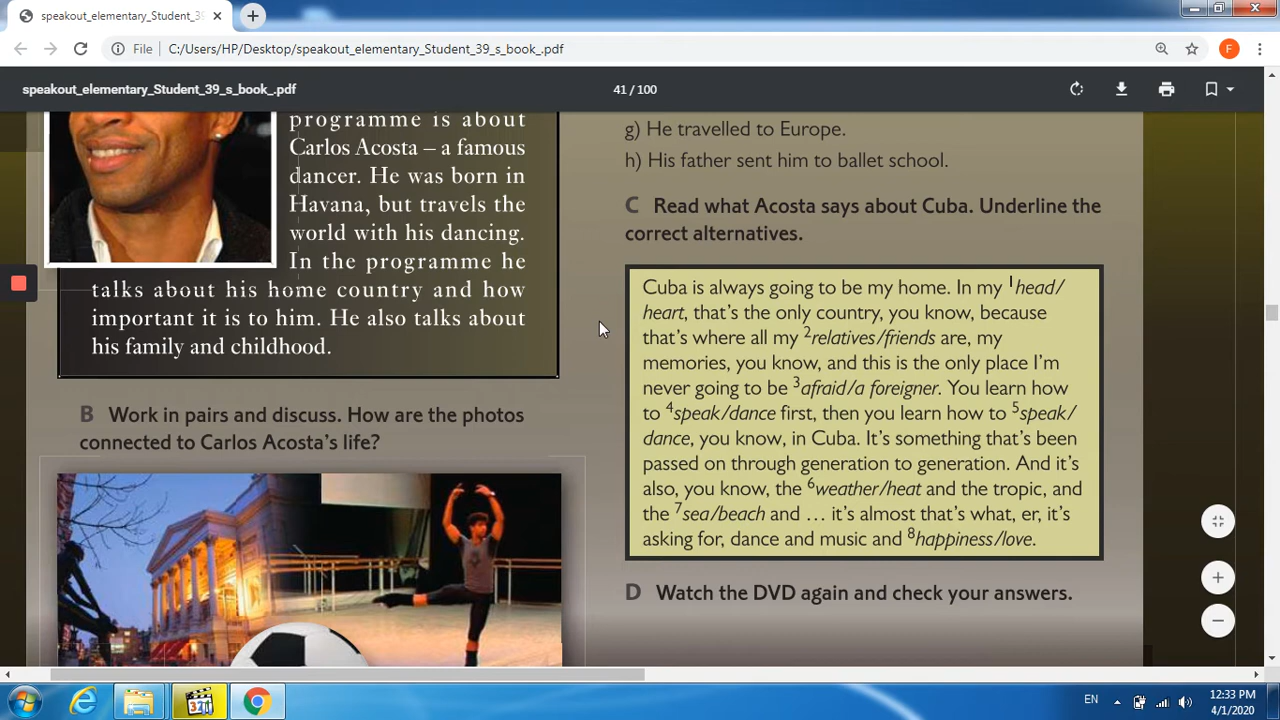 speakout_elementary_Student_39
File
C:/Users/HP/Desktop/speakout_elementary_Student_39_s_book_.pdf
F
speakout_elementary_Student_39_s_book_.pdf
41 / 100
programme is about
Carlos Acosta – a famous
dancer. He was born in
Havana, but travels the
world with his dancing.
In the programme he
talks about his home country and how
important it is to him. He also talks about
his family and childhood.
B Work in pairs and discuss. How are the photos
connected to Carlos Acosta's life?
g) He travelled to Europe.
h) His father sent him to ballet school.
C Read what Acosta says about Cuba. Underline the
correct alternatives.
Cuba is always going to be my home. In my 1head/
heart, that's the only country, you know, because
that's where all my 2relatives/friends are, my
memories, you know, and this is the only place I'm
never going to be 3afraid/a foreigner. You learn how
to 4speak/dance first, then you learn how to 5speak/
dance, you know, in Cuba. It's something that's been
passed on through generation to generation. And it's
also, you know, the 6weather/heat and the tropic, and
the 7sea/beach and … it's almost that's what, er, it's
asking for, dance and music and 8happiness/love.
D Watch the DVD again and check your answers.
EN
12:33 PM
4/1/2020